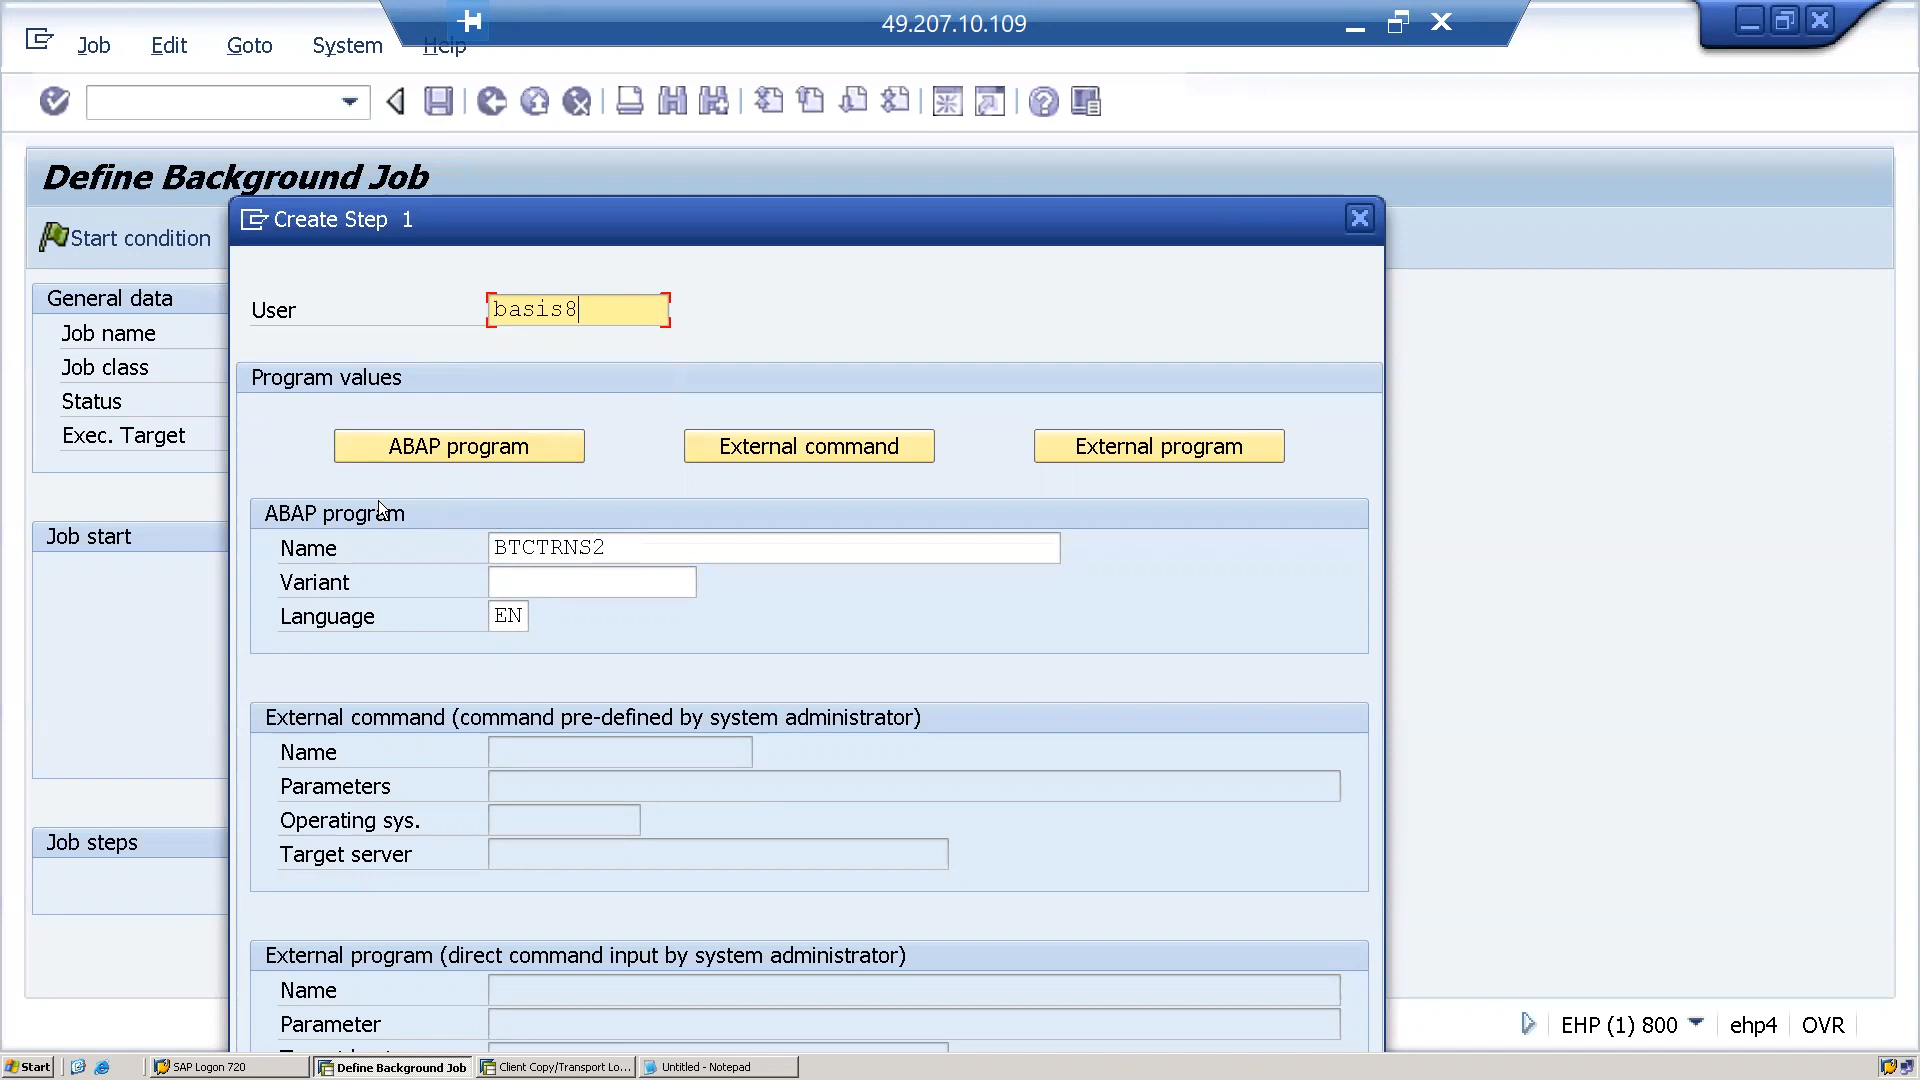 49.207.10.109
Job Edit Goto System Help
Define Background Job
Start condition
Create Step 1
General data
Job name
Job class
Status
Exec. Target
Job start
Job steps
User basis8
Program values
ABAP program External command External program
ABAP program
Name BTCTRNS2
Variant
Language EN
External command (command pre-defined by system administrator)
Name
Parameters
Operating sys.
Target server
External program (direct command input by system administrator)
Name
Parameter
EHP (1) 800 ehp4 OVR
Start SAP Logon 720 Define Background Job Client Copy/Transport Lo... Untitled - Notepad